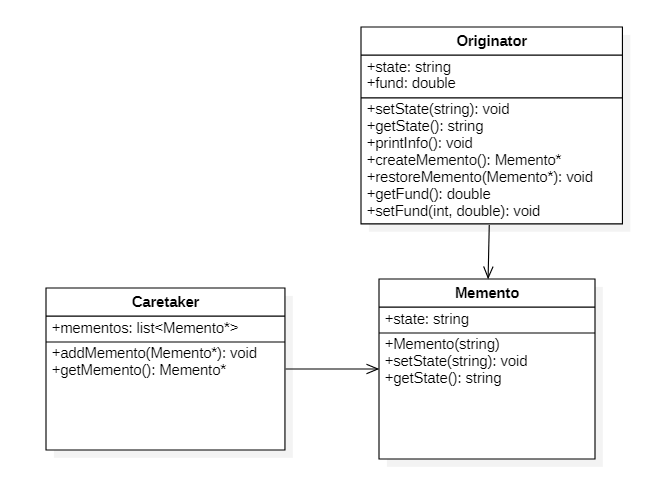 Originator
+state: string
+fund: double
+setState(string): void
+getState(): string
+printInfo(): void
+createMemento(): Memento*
+restoreMemento(Memento*): void
+getFund(): double
+setFund(int, double): void
Caretaker
+mementos: list<Memento*>
+addMemento(Memento*): void
+getMemento(): Memento*
Memento
+state: string
+Memento(string)
+setState(string): void
+getState(): string